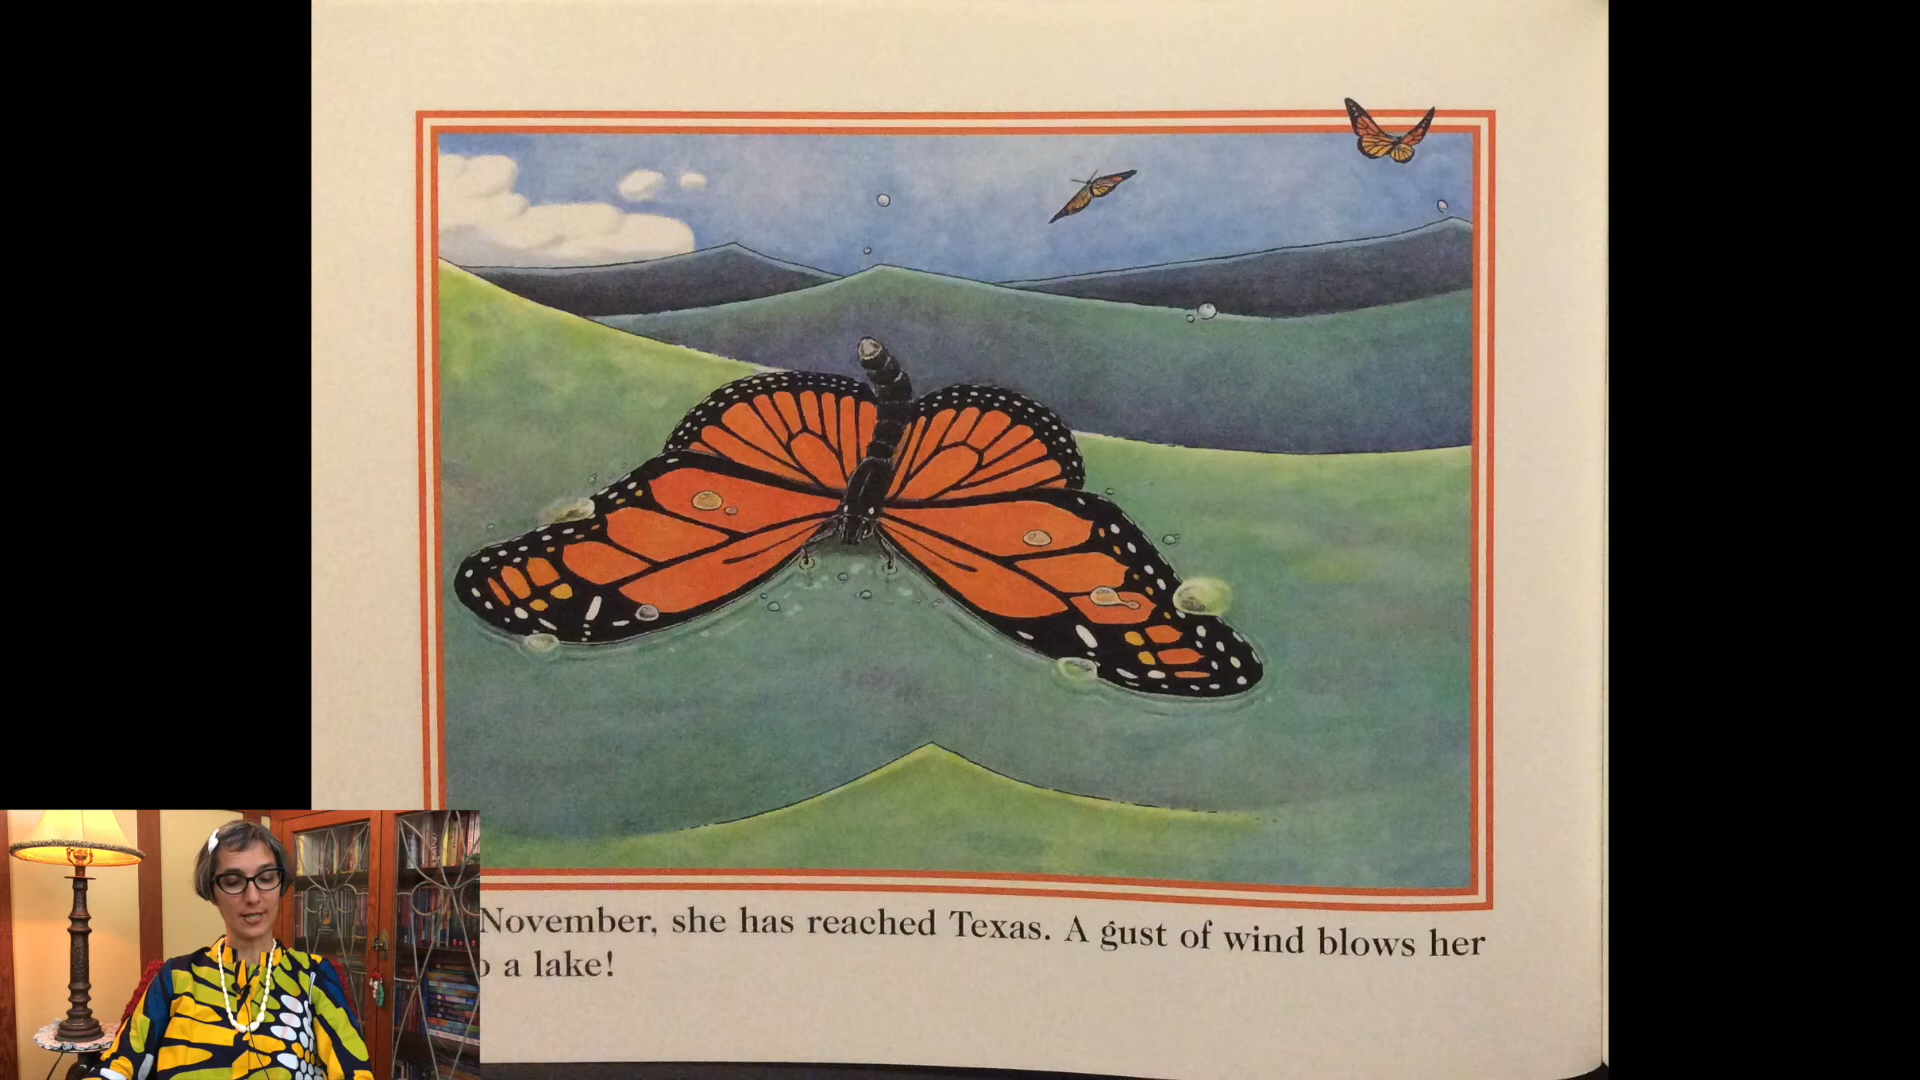 November, she has reached Texas. A gust of wind blows her
a lake!